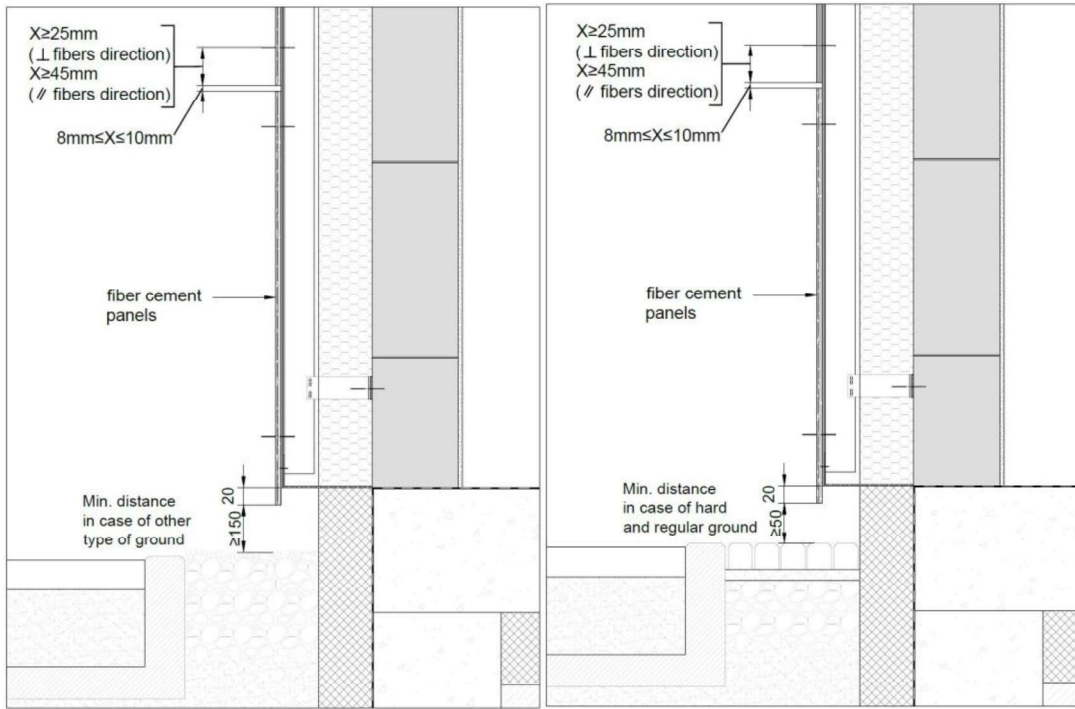 X≥25mm
(⊥ fibers direction)
X≥45mm
(∥ fibers direction)
8mm≤X≤10mm
fiber cement
panels
Min. distance
in case of other
type of ground
20
≥150
X≥25mm
(⊥ fibers direction)
X≥45mm
(∥ fibers direction)
8mm≤X≤10mm
fiber cement
panels
Min. distance
in case of hard
and regular ground
20
≥50